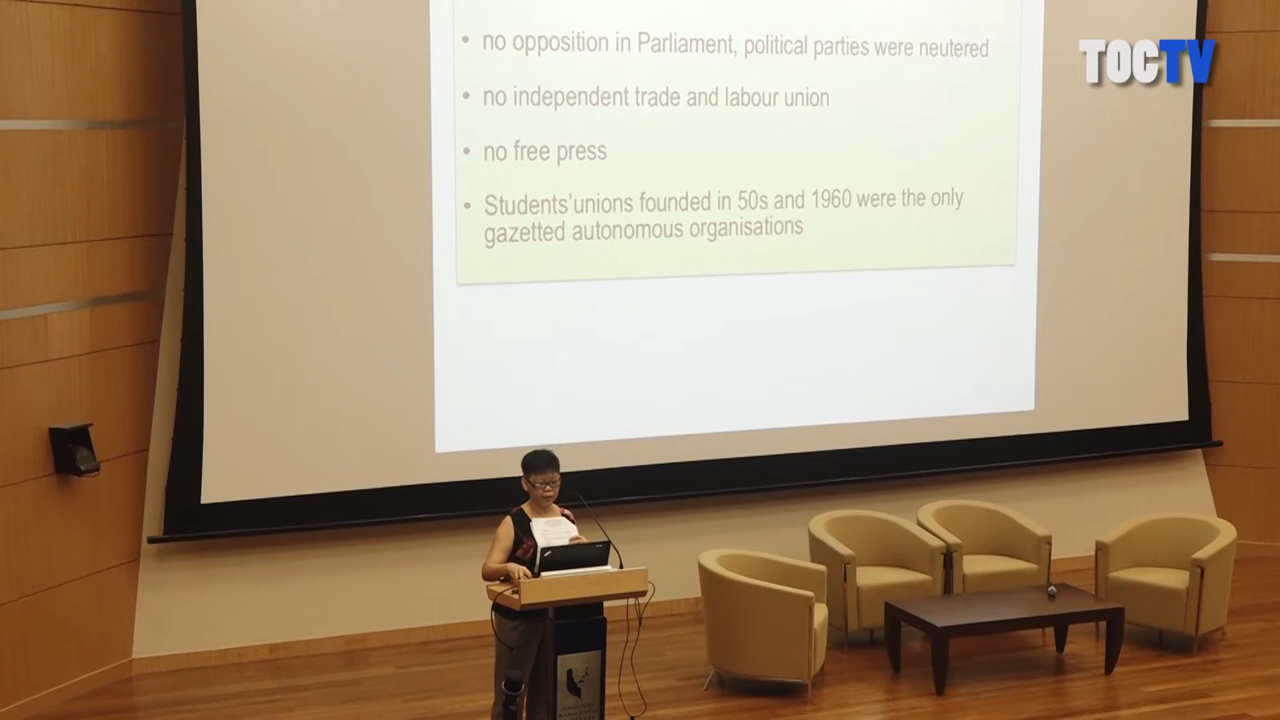 • no opposition in Parliament, political parties were neutered
TOCTV
• no independent trade and labour union
• no free press
• Students'unions founded in 50s and 1960 were the only
gazetted autonomous organisations